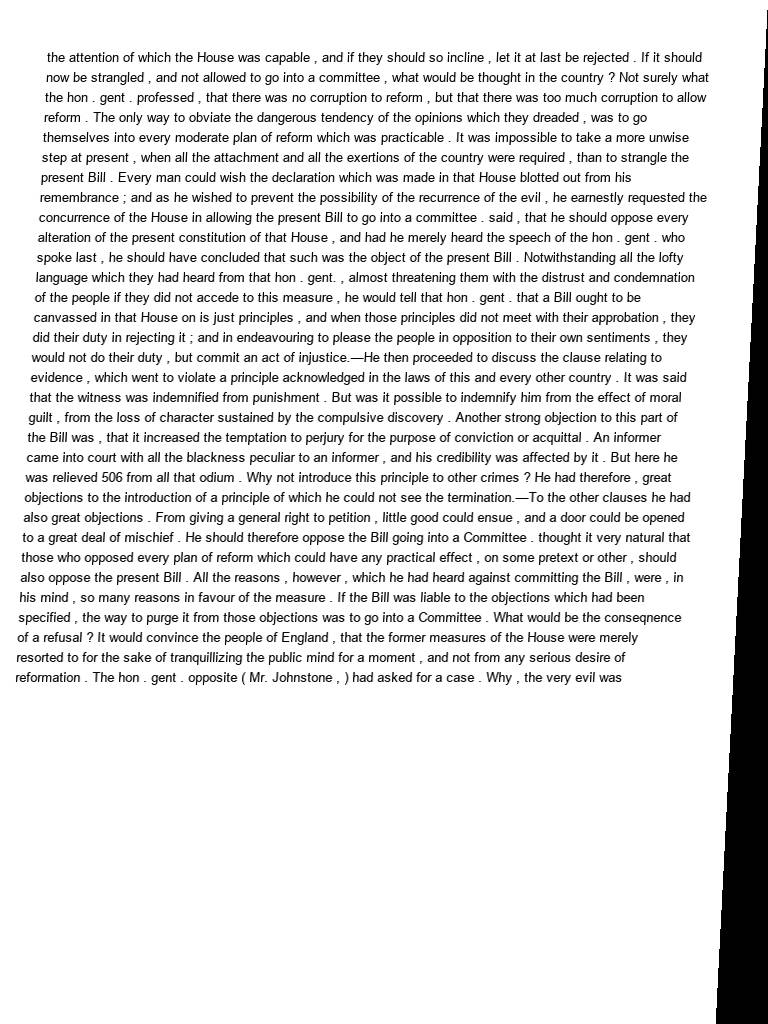 the attention of which the House was capable , and if they should so incline , let it at last be rejected . If it should
now be strangled , and not allowed to go into a committee , what would be thought in the country ? Not surely what
the hon . gent . professed , that there was no corruption to reform , but that there was too much corruption to allow
reform . The only way to obviate the dangerous tendency of the opinions which they dreaded , was to go
themselves into every moderate plan of reform which was practicable . It was impossible to take a more unwise
step at present , when all the attachment and all the exertions of the country were required , than to strangle the
present Bill . Every man could wish the declaration which was made in that House blotted out from his
remembrance ; and as he wished to prevent the possibility of the recurrence of the evil , he earnestly requested the
concurrence of the House in allowing the present Bill to go into a committee . said , that he should oppose every
alteration of the present constitution of that House , and had he merely heard the speech of the hon . gent . who
spoke last , he should have concluded that such was the object of the present Bill . Notwithstanding all the lofty
language which they had heard from that hon . gent. , almost threatening them with the distrust and condemnation
of the people if they did not accede to this measure , he would tell that hon . gent . that a Bill ought to be
canvassed in that House on is just principles , and when those principles did not meet with their approbation , they
did their duty in rejecting it ; and in endeavouring to please the people in opposition to their own sentiments , they
would not do their duty , but commit an act of injustice.—He then proceeded to discuss the clause relating to
evidence , which went to violate a principle acknowledged in the laws of this and every other country . It was said
that the witness was indemnified from punishment . But was it possible to indemnify him from the effect of moral
guilt , from the loss of character sustained by the compulsive discovery . Another strong objection to this part of
the Bill was , that it increased the temptation to perjury for the purpose of conviction or acquittal . An informer
came into court with all the blackness peculiar to an informer , and his credibility was affected by it . But here he
was relieved 506 from all that odium . Why not introduce this principle to other crimes ? He had therefore , great
objections to the introduction of a principle of which he could not see the termination.—To the other clauses he had
also great objections . From giving a general right to petition , little good could ensue , and a door could be opened
to a great deal of mischief . He should therefore oppose the Bill going into a Committee . thought it very natural that
those who opposed every plan of reform which could have any practical effect , on some pretext or other , should
also oppose the present Bill . All the reasons , however , which he had heard against committing the Bill , were , in
his mind , so many reasons in favour of the measure . If the Bill was liable to the objections which had been
specified , the way to purge it from those objections was to go into a Committee . What would be the conseqnence
of a refusal ? It would convince the people of England , that the former measures of the House were merely
resorted to for the sake of tranquillizing the public mind for a moment , and not from any serious desire of
reformation . The hon . gent . opposite ( Mr. Johnstone , ) had asked for a case . Why , the very evil was